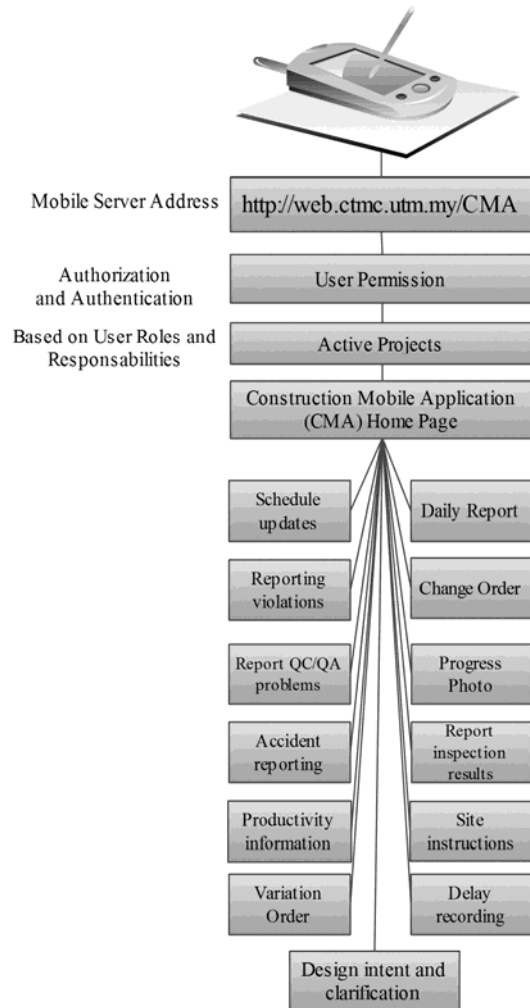 Mobile Server Address
http://web.ctmc.utm.my/CMA
Authorization
and Authentication
User Permission
Based on User Roles and
Responsabilities
Active Projects
Construction Mobile Application
(CMA) Home Page
Schedule
updates
Daily Report
Reporting
violations
Change Order
Report QC/QA
problems
Progress
Photo
Accident
reporting
Report
inspection
results
Productivity
information
Site
instructions
Variation
Order
Delay
recording
Design intent and
clarification